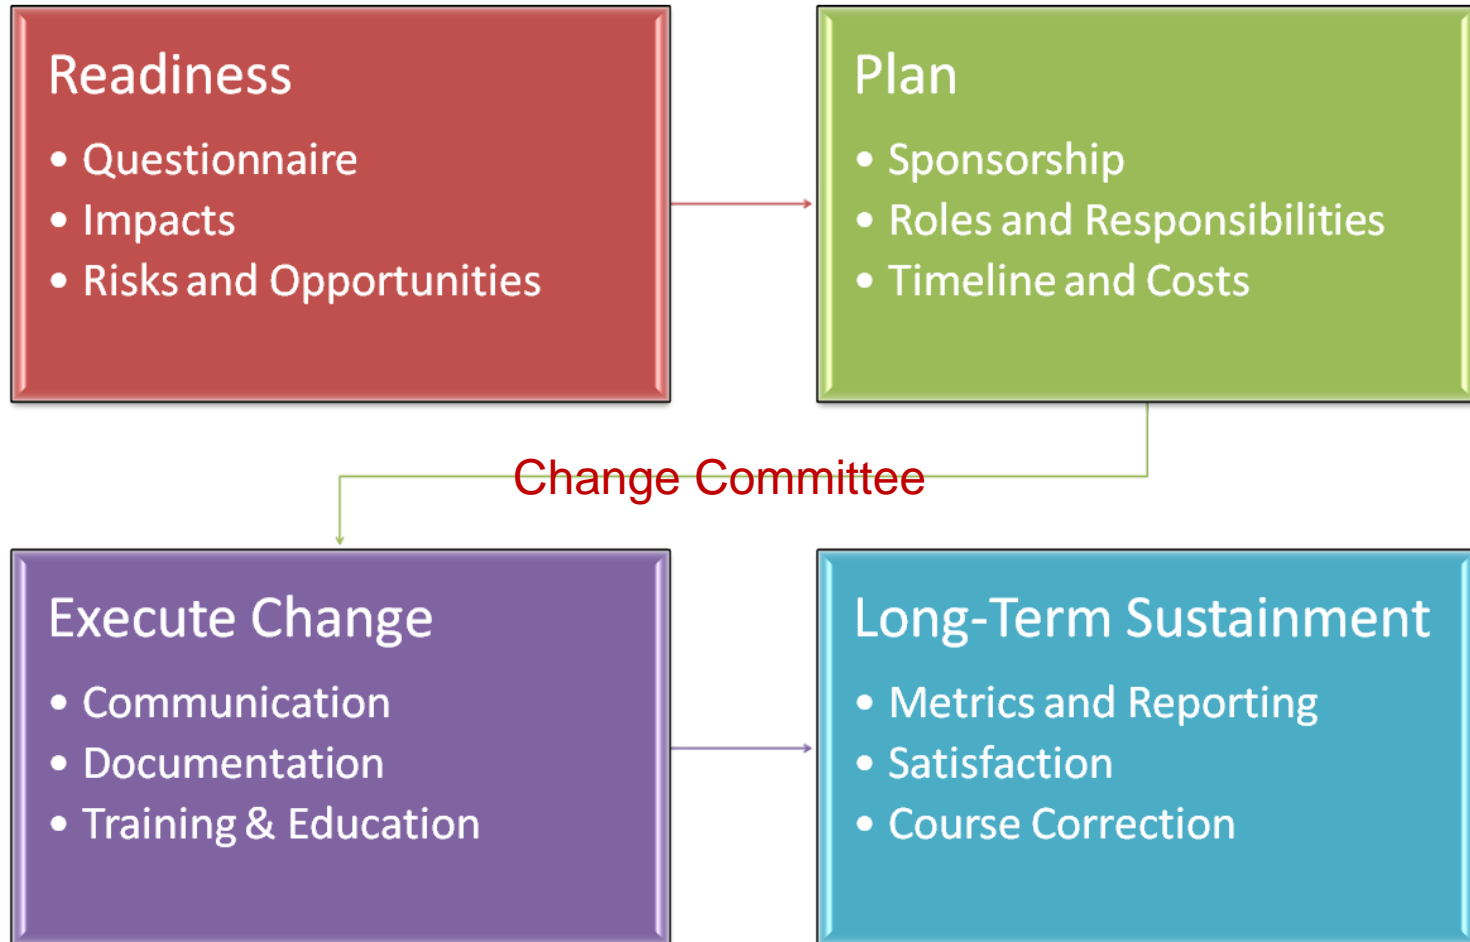 Readiness
• Questionnaire
• Impacts
• Risks and Opportunities
Plan
• Sponsorship
• Roles and Responsibilities
• Timeline and Costs
Change Committee
Execute Change
• Communication
• Documentation
• Training & Education
Long-Term Sustainment
• Metrics and Reporting
• Satisfaction
• Course Correction